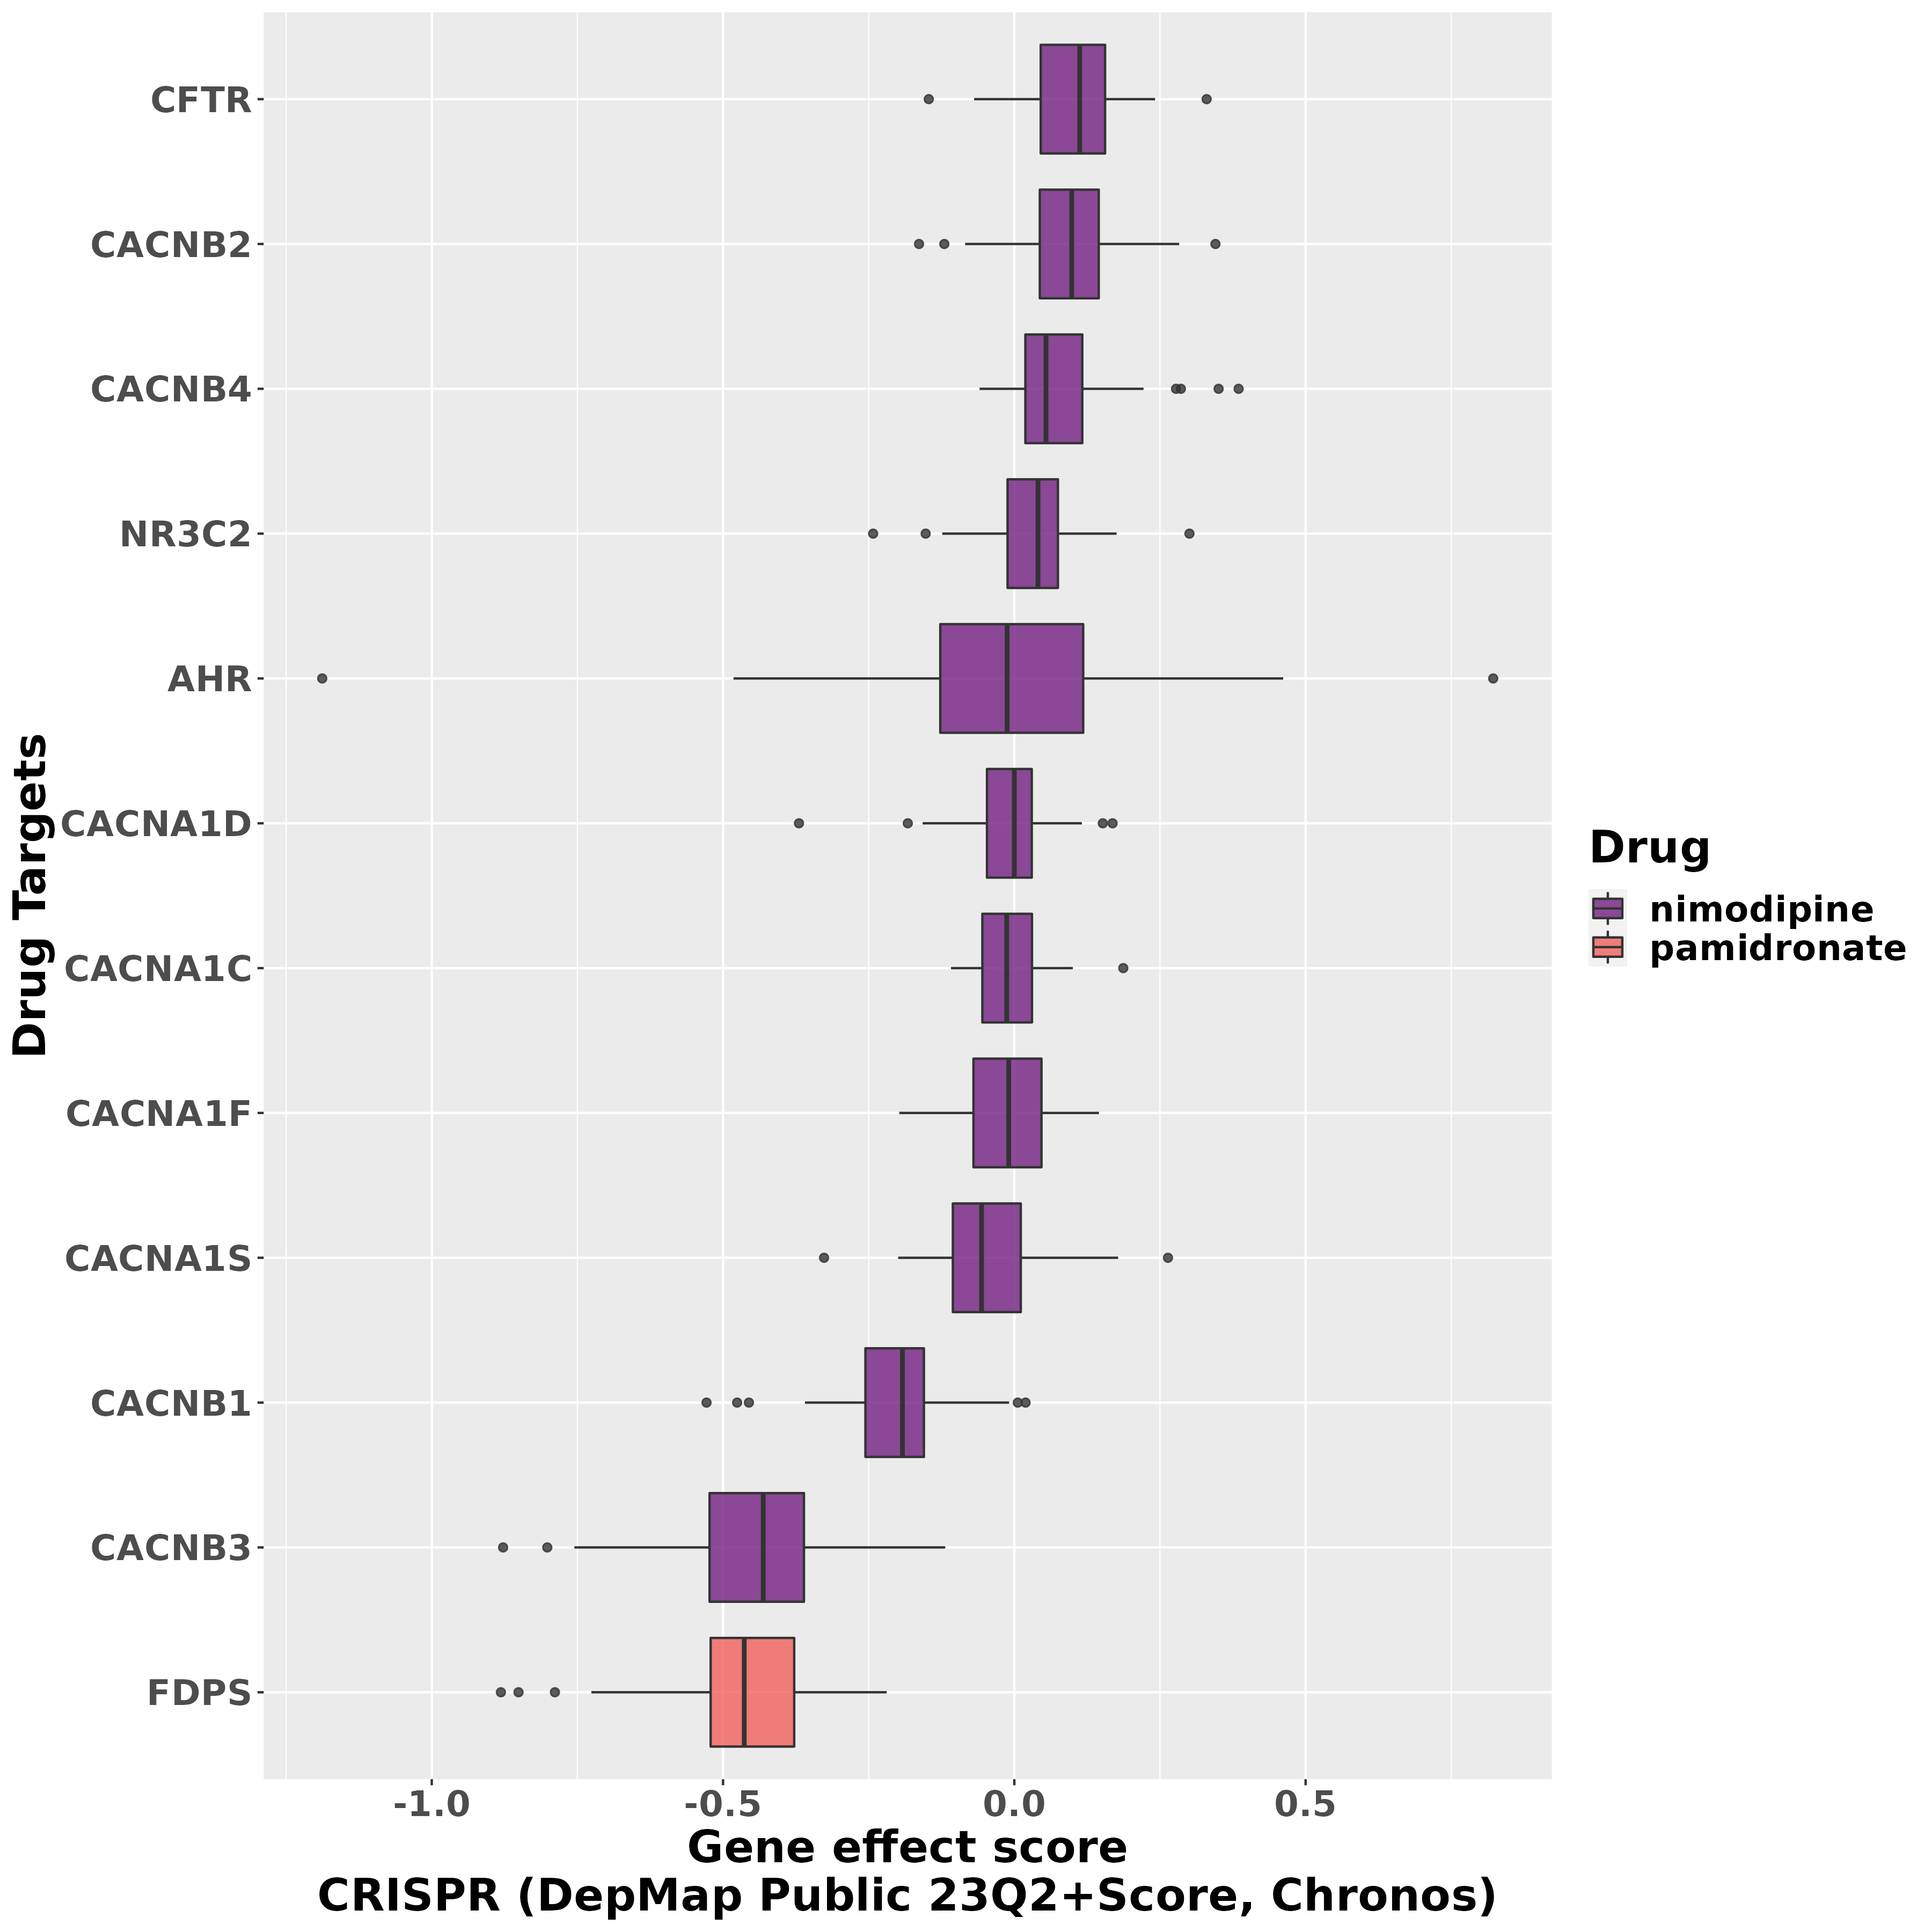 CFTR
CACNB2
CACNB4
NR3C2
AHR
CACNA1D
CACNA1C
CACNA1F
CACNA1S
CACNB1
CACNB3
FDPS
Drug Targets
-1.0 -0.5 0.0 0.5
Gene effect score
CRISPR (DepMap Public 23Q2+Score, Chronos)
Drug
nimodipine
pamidronate